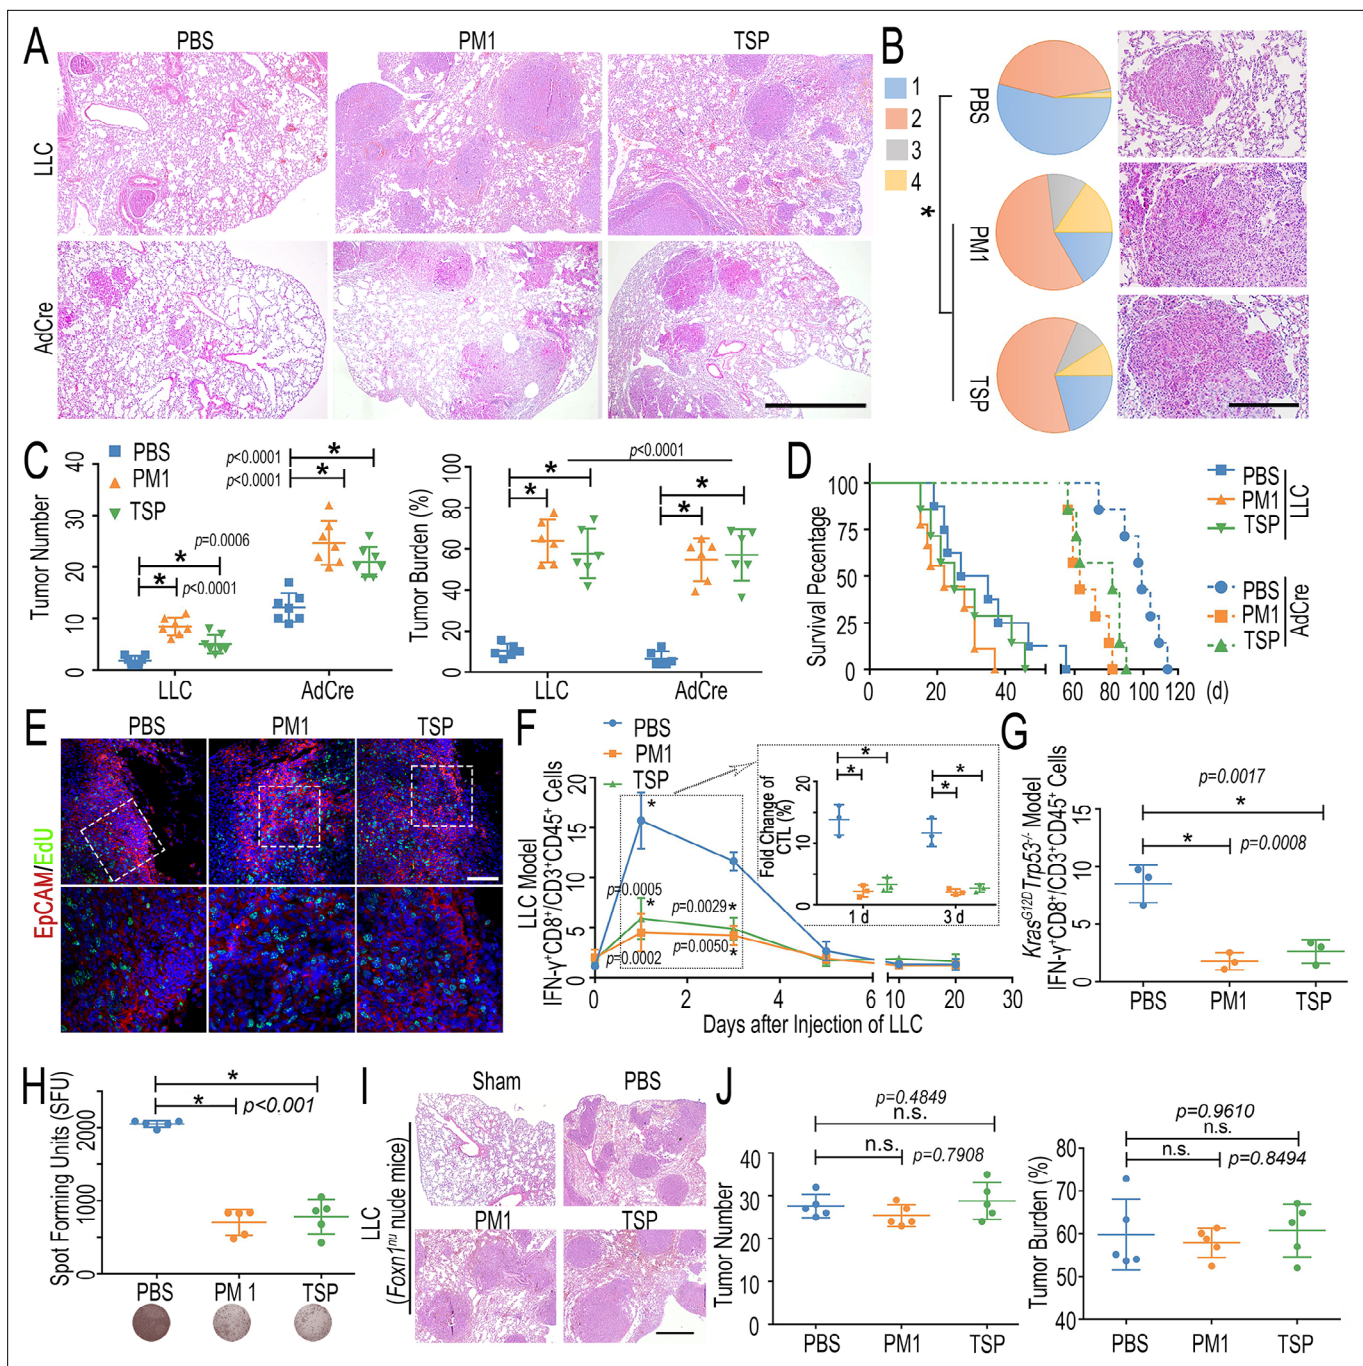 A
PBS
PM1
TSP
LLC
AdCre
B
1
2
3
4
*
PBS
PM1
TSP
C
PBS
PM1
TSP
Tumor Number
40
30
20
10
0
p<0.0001
p<0.0001
*
*
p=0.0006
*
*
p<0.0001
LLC
AdCre
Tumor Burden (%)
100
80
60
40
20
0
p<0.0001
*
*
*
*
LLC
AdCre
D
Survival Pecentage
100
75
50
25
0
0
20
40
60
80
100
120
(d)
PBS
PM1
TSP
LLC
PBS
PM1
TSP
AdCre
E
PBS
PM1
TSP
EpCAM/EdU
F
PBS
PM1
TSP
LLC Model
IFN-γ⁺CD8⁺/CD3⁺CD45⁺ Cells
20
15
10
5
0
*
p=0.0005
*
p=0.0029 *
p=0.0002
p=0.0050
*
0
2
4
6
10
20
30
Days after Injection of LLC
Fold Change of
CTL (%)
15
10
5
0
*
*
*
*
1 d
3 d
G
Kras^G12D Trp53^-/- Model
IFN-γ⁺CD8⁺/CD3⁺CD45⁺ Cells
15
10
5
0
p=0.0017
*
*
p=0.0008
PBS
PM1
TSP
H
Spot Forming Units (SFU)
2000
1000
0
*
*
p<0.001
PBS
PM 1
TSP
I
Sham
PBS
PM1
TSP
LLC
(Foxn1^nu nude mice)
J
Tumor Number
40
30
20
10
0
p=0.4849
n.s.
n.s.
p=0.7908
PBS
PM1
TSP
Tumor Burden (%)
80
70
60
50
40
p=0.9610
n.s.
n.s.
p=0.8494
PBS
PM1
TSP